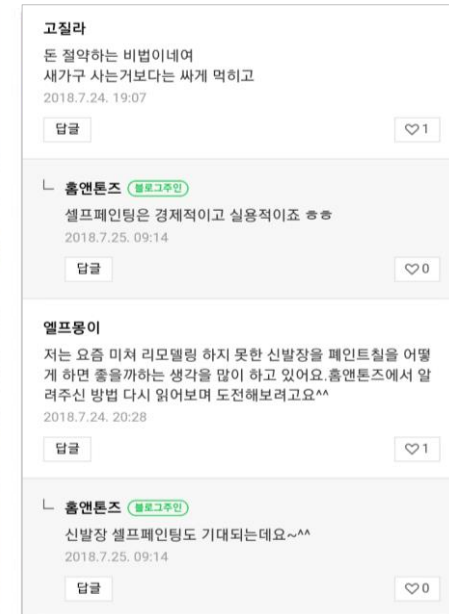 고질라
돈 절약하는 비법이네여
새가구 사는거보다는 싸게 먹히고
2018.7.24. 19:07
답글 ♡1
홈앤톤즈 블로그주인
셀프페인팅은 경제적이고 실용적이죠 ㅎㅎ
2018.7.25. 09:14
답글 ♡0
엘프몽이
저는 요즘 미쳐 리모델링 하지 못한 신발장을 페인트칠을 어떻
게 하면 좋을까하는 생각을 많이 하고 있어요.홈앤톤즈에서 알
려주신 방법 다시 읽어보며 도전해보려고요^^
2018.7.24. 20:28
답글 ♡1
홈앤톤즈 블로그주인
신발장 셀프페인팅도 기대되는데요~^^
2018.7.25. 09:14
답글 ♡0